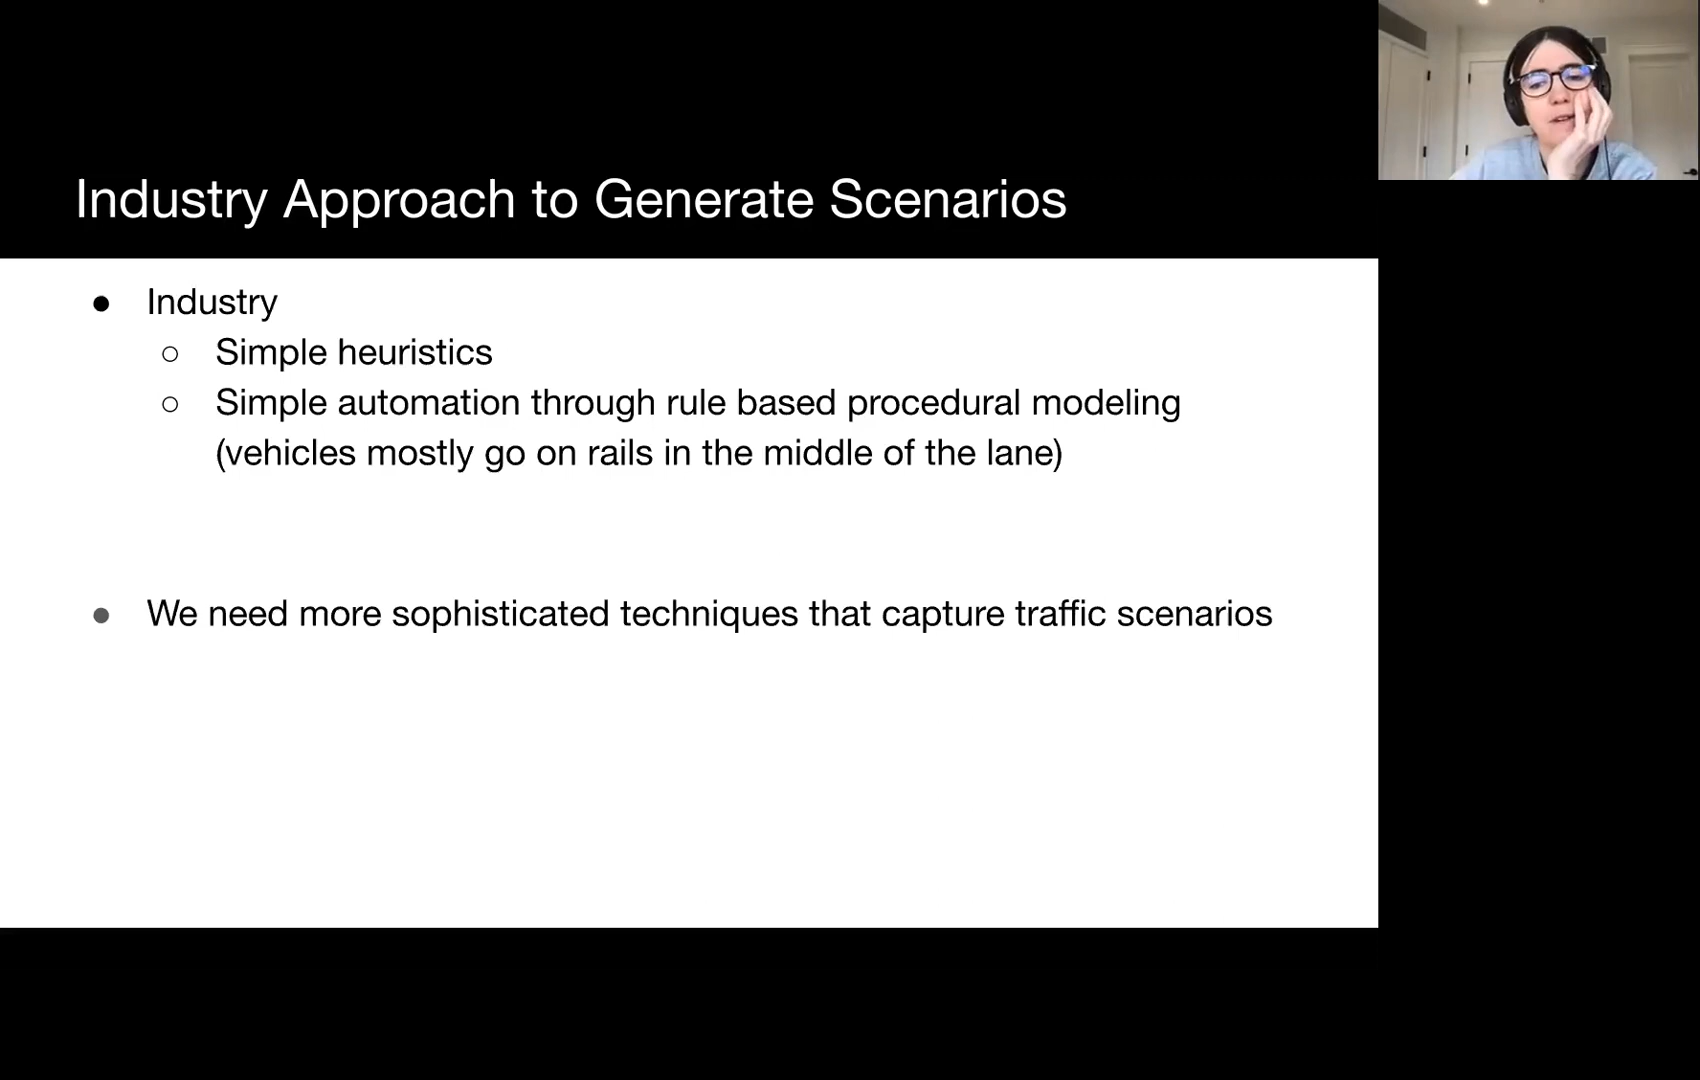 Industry Approach to Generate Scenarios
● Industry
○ Simple heuristics
○ Simple automation through rule based procedural modeling
(vehicles mostly go on rails in the middle of the lane)
● We need more sophisticated techniques that capture traffic scenarios